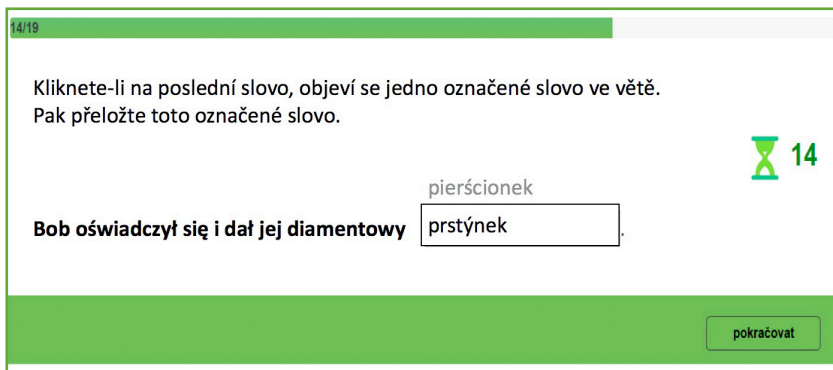 14/19
Kliknete-li na poslední slovo, objeví se jedno označené slovo ve větě.
Pak přeložte toto označené slovo.
14
pierścionek
Bob oświadczył się i dał jej diamentowy prstýnek.
pokračovat